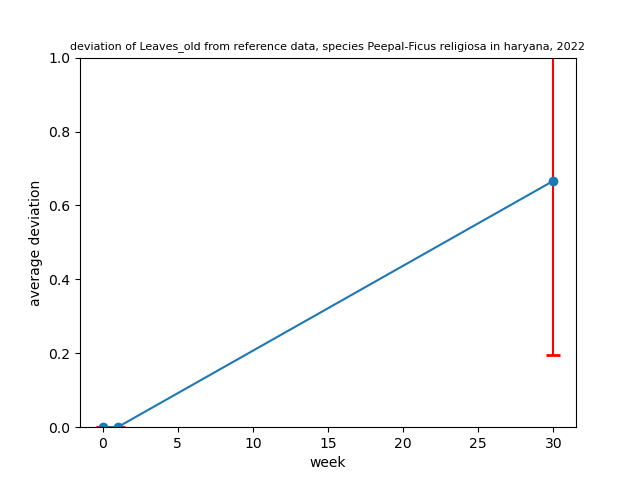 deviation of Leaves_old from reference data, species Peepal-Ficus religiosa in haryana, 2022
1.0
0.8
0.6
0.4
0.2
0.0
average deviation
0 5 10 15 20 25 30
week